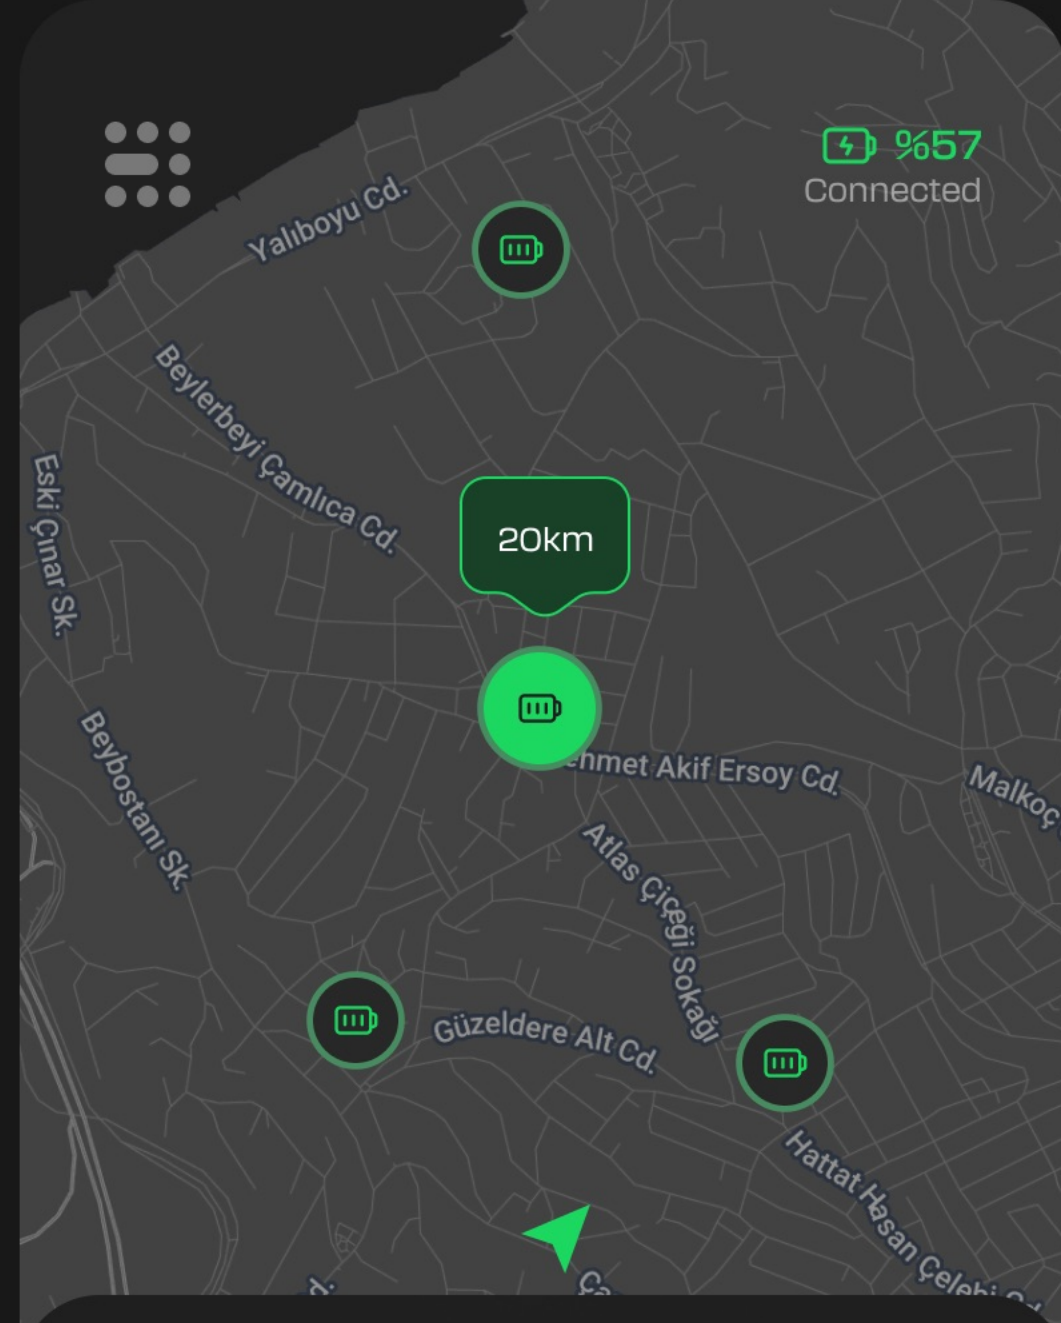 %57
Connected
Yalıboyu Cd.
Beylerbeyi Çamlıca Cd.
Eski Çınar Sk.
20km
Beybostanı Sk.
ehmet Akif Ersoy Cd.
Malkoç
Atlas Çiçeği Sokağı
Güzeldere Alt Cd.
Hattat Hasan Çelebi Cd.